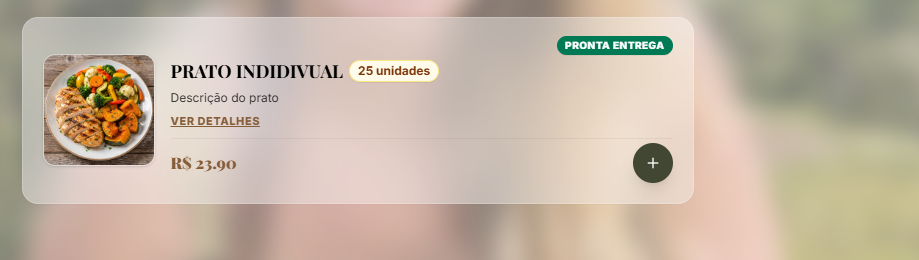 PRONTA ENTREGA
PRATO INDIDIVUAL 25 unidades
Descrição do prato
VER DETALHES
R$ 23.90
+